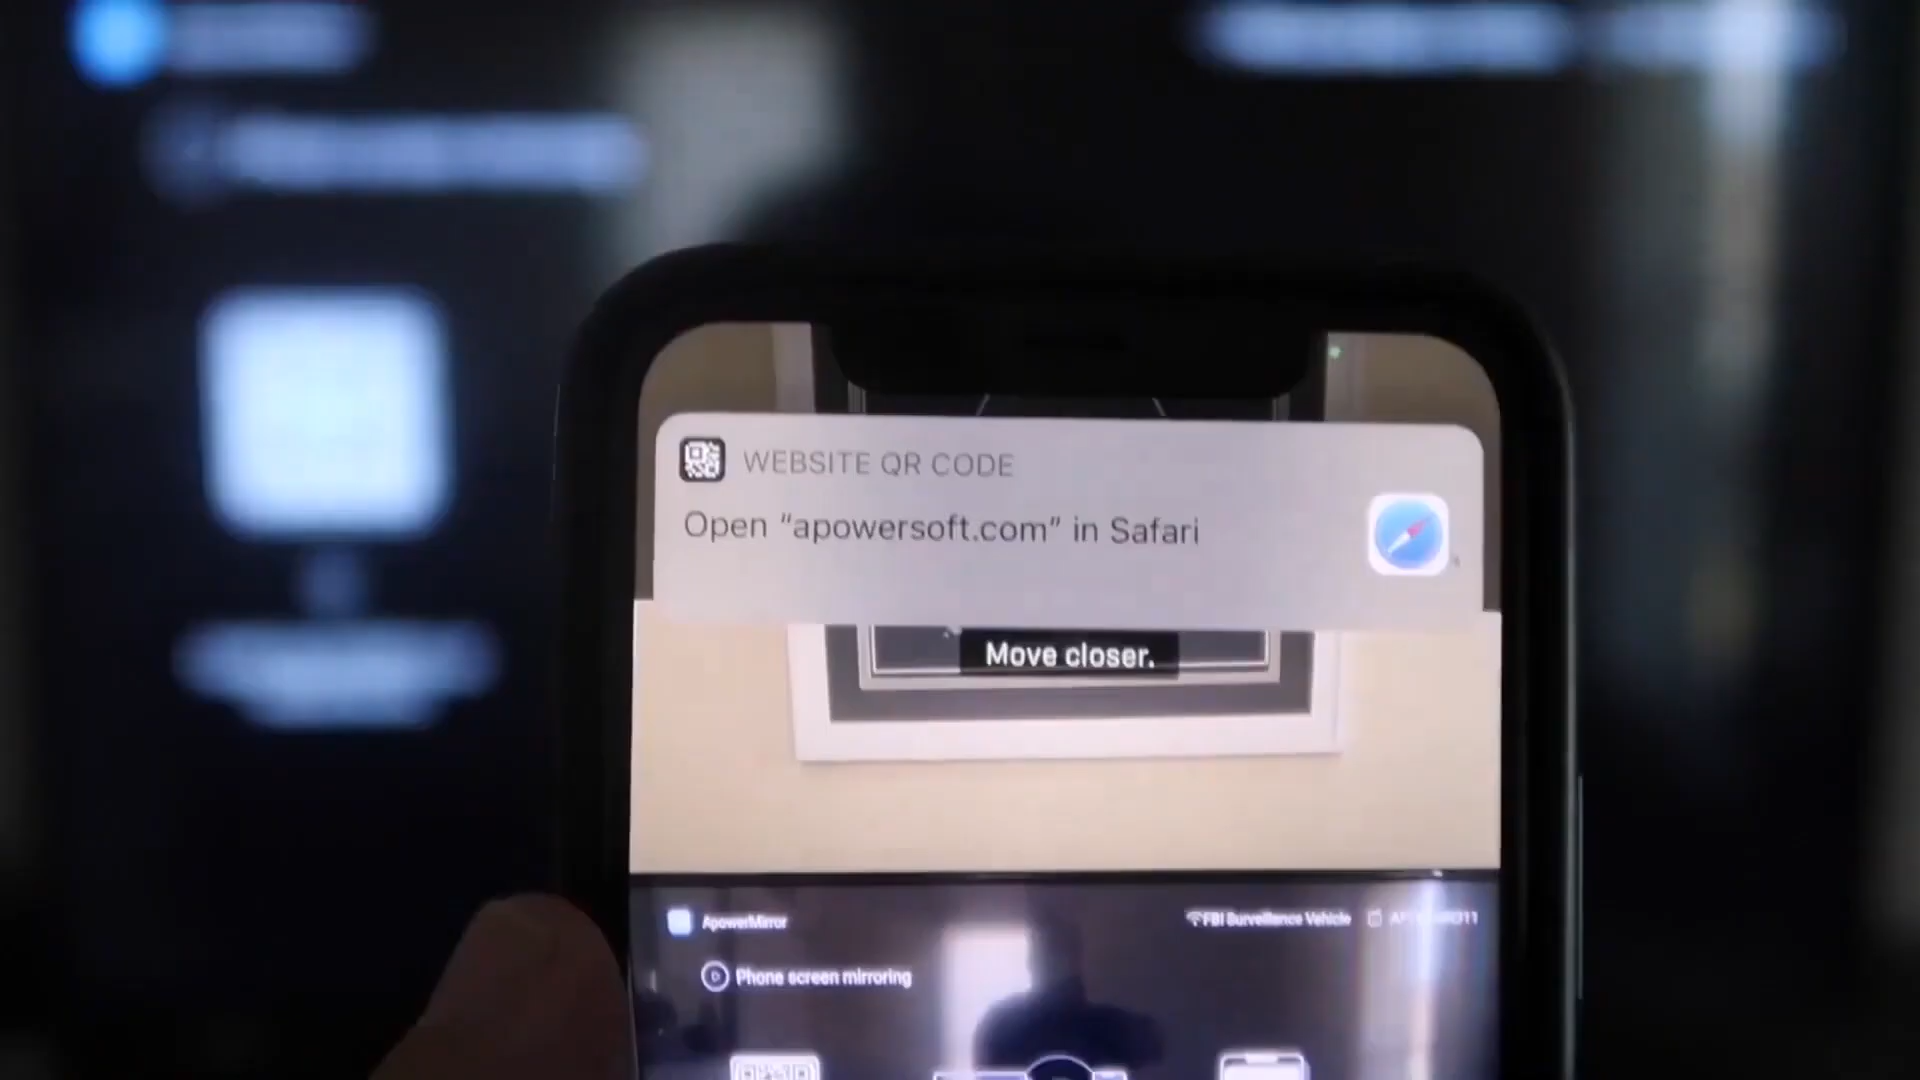 WEBSITE QR CODE
Open “apowersoft.com” in Safari
Move closer.
ApowerMirror
FBI Surveillance Vehicle
Phone screen mirroring